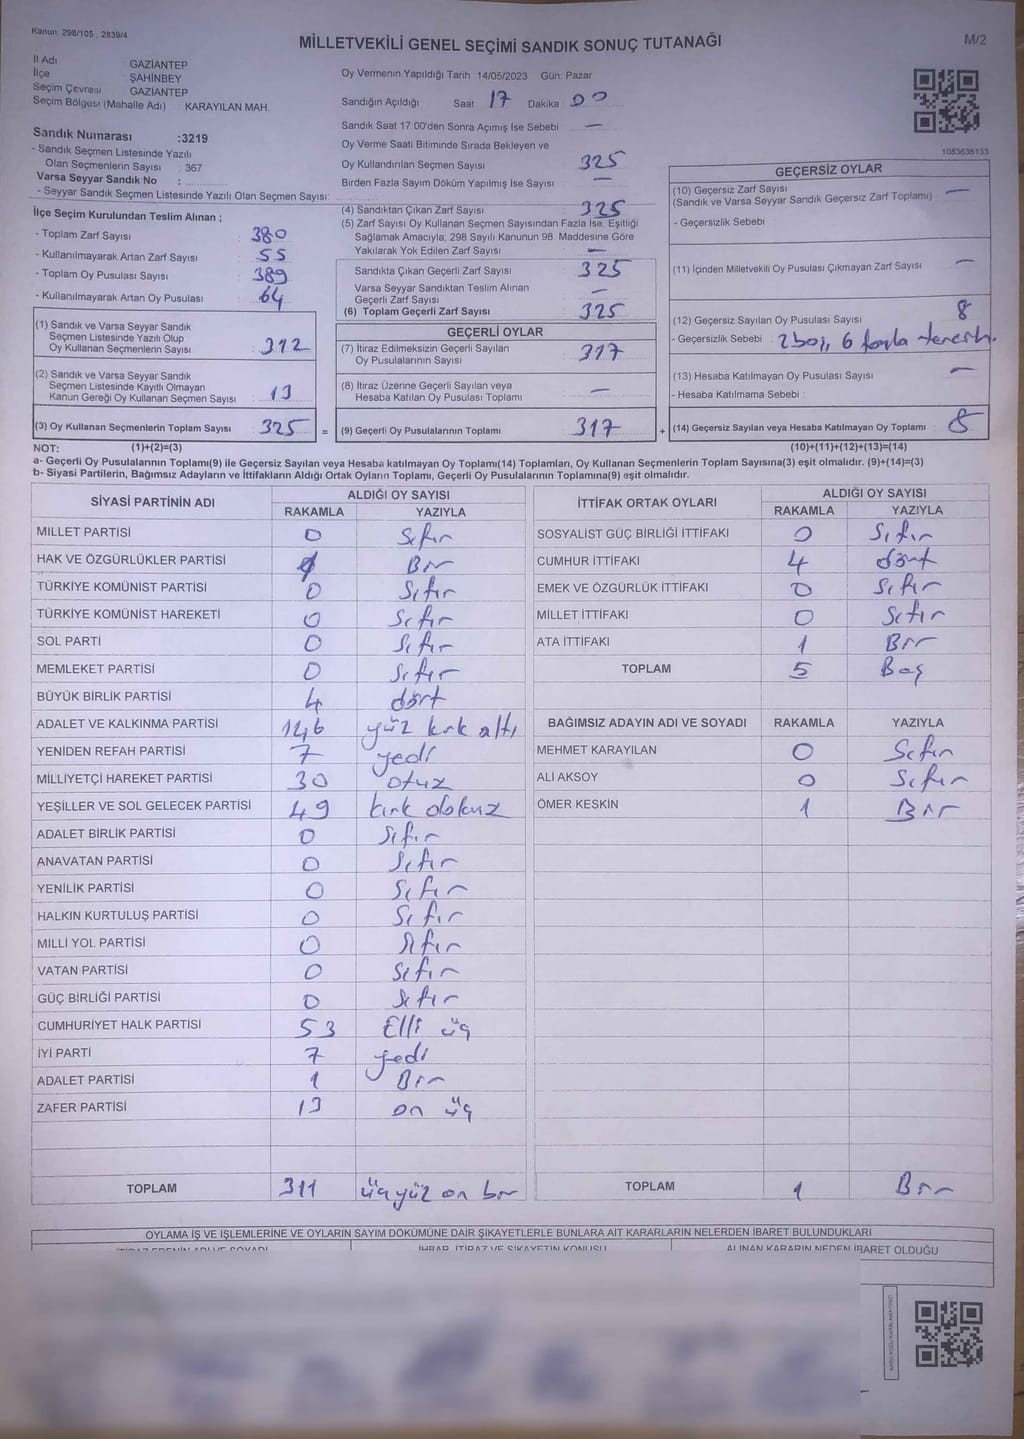 Kanun: 298/105 , 2839/4
MİLLETVEKİLİ GENEL SEÇİMİ SANDIK SONUÇ TUTANAĞI
M/2
İl Adı GAZİANTEP
İlçe ŞAHİNBEY
Seçim Çevresi GAZİANTEP
Seçim Bölgesi (Mahalle Adı) : KARAYILAN MAH.
Oy Vermenin Yapıldığı Tarih : 14/05/2023 Gün: Pazar
Sandığın Açıldığı Saat 17 Dakika : 00
Sandık Saat 17:00'den Sonra Açımış İse Sebebi —
Oy Verme Saati Bitiminde Sırada Bekleyen ve
Oy Kullandırılan Seçmen Sayısı 325
Birden Fazla Sayım Döküm Yapılmış İse Sayısı —
1083636133
Sandık Numarası :3219
- Sandık Seçmen Listesinde Yazılı
Olan Seçmenlerin Sayısı : 367
Varsa Seyyar Sandık No :
- Seyyar Sandık Seçmen Listesinde Yazılı Olan Seçmen Sayısı:
İlçe Seçim Kurulundan Teslim Alınan ;
- Toplam Zarf Sayısı : 380
- Kullanılmayarak Artan Zarf Sayısı : 55
- Toplam Oy Pusulası Sayısı : 389
- Kullanılmayarak Artan Oy Pusulası : 64
(1) Sandık ve Varsa Seyyar Sandık
Seçmen Listesinde Yazılı Olup
Oy Kullanan Seçmenlerin Sayısı : 312
(2) Sandık ve Varsa Seyyar Sandık
Seçmen Listesinde Kayıtlı Olmayan
Kanun Gereği Oy Kullanan Seçmen Sayısı : 13
(3) Oy Kullanan Seçmenlerin Toplam Sayısı : 325 =
(4) Sandıktan Çıkan Zarf Sayısı : 325
(5) Zarf Sayısı Oy Kullanan Seçmen Sayısından Fazla İse, Eşitliği
Sağlamak Amacıyla; 298 Sayılı Kanunun 98. Maddesine Göre
Yakılarak Yok Edilen Zarf Sayısı : —
Sandıkta Çıkan Geçerli Zarf Sayısı : 325
Varsa Seyyar Sandıktan Teslim Alınan
Geçerli Zarf Sayısı : —
(6) Toplam Geçerli Zarf Sayısı : 325
GEÇERLİ OYLAR
(7) İtiraz Edilmeksizin Geçerli Sayılan
Oy Pusulalarının Sayısı : 317
(8) İtiraz Üzerine Geçerli Sayılan veya
Hesaba Katılan Oy Pusulası Toplamı : —
(9) Geçerli Oy Pusulalarının Toplamı : 317 +
GEÇERSİZ OYLAR
(10) Geçersiz Zarf Sayısı
(Sandık ve Varsa Seyyar Sandık Geçersiz Zarf Toplamı) : —
- Geçersizlik Sebebi :
(11) İçinden Milletvekili Oy Pusulası Çıkmayan Zarf Sayısı : —
(12) Geçersiz Sayılan Oy Pusulası Sayısı : 8
- Geçersizlik Sebebi : 2 boş, 6 fazla tercih.
(13) Hesaba Katılmayan Oy Pusulası Sayısı : —
- Hesaba Katılmama Sebebi :
(14) Geçersiz Sayılan veya Hesaba Katılmayan Oy Toplamı : 8
NOT: (1)+(2)=(3) (10)+(11)+(12)+(13)=(14)
a- Geçerli Oy Pusulalarının Toplamı(9) ile Geçersiz Sayılan veya Hesaba katılmayan Oy Toplamı(14) Toplamları, Oy Kullanan Seçmenlerin Toplam Sayısına(3) eşit olmalıdır. (9)+(14)=(3)
b- Siyasi Partilerin, Bağımsız Adayların ve İttifakların Aldığı Ortak Oyların Toplamı, Geçerli Oy Pusulalarının Toplamına(9) eşit olmalıdır.
SİYASİ PARTİNİN ADI ALDIĞI OY SAYISI
RAKAMLA YAZIYLA
MİLLET PARTİSİ 0 Sıfır
HAK VE ÖZGÜRLÜKLER PARTİSİ 1 Bir
TÜRKİYE KOMÜNİST PARTİSİ 0 Sıfır
TÜRKİYE KOMÜNİST HAREKETİ 0 Sıfır
SOL PARTİ 0 Sıfır
MEMLEKET PARTİSİ 0 Sıfır
BÜYÜK BİRLİK PARTİSİ 4 dört
ADALET VE KALKINMA PARTİSİ 146 yüz kırk altı
YENİDEN REFAH PARTİSİ 7 yedi
MİLLİYETÇİ HAREKET PARTİSİ 30 otuz
YEŞİLLER VE SOL GELECEK PARTİSİ 49 kırk dokuz
ADALET BİRLİK PARTİSİ 0 Sıfır
ANAVATAN PARTİSİ 0 Sıfır
YENİLİK PARTİSİ 0 Sıfır
HALKIN KURTULUŞ PARTİSİ 0 Sıfır
MİLLİ YOL PARTİSİ 0 Sıfır
VATAN PARTİSİ 0 Sıfır
GÜÇ BİRLİĞİ PARTİSİ 0 Sıfır
CUMHURİYET HALK PARTİSİ 53 Elli üç
İYİ PARTİ 7 yedi
ADALET PARTİSİ 1 Bir
ZAFER PARTİSİ 13 on üç
TOPLAM 311 üçyüz on bir
İTTİFAK ORTAK OYLARI ALDIĞI OY SAYISI
RAKAMLA YAZIYLA
SOSYALİST GÜÇ BİRLİĞİ İTTİFAKI 0 Sıfır
CUMHUR İTTİFAKI 4 dört
EMEK VE ÖZGÜRLÜK İTTİFAKI 0 Sıfır
MİLLET İTTİFAKI 0 Sıfır
ATA İTTİFAKI 1 Bir
TOPLAM 5 Beş
BAĞIMSIZ ADAYIN ADI VE SOYADI RAKAMLA YAZIYLA
MEHMET KARAYILAN 0 Sıfır
ALİ AKSOY 0 Sıfır
ÖMER KESKİN 1 Bir
TOPLAM 1 Bir
OYLAMA İŞ VE İŞLEMLERİNE VE OYLARIN SAYIM DÖKÜMÜNE DAİR ŞİKAYETLERLE BUNLARA AİT KARARLARIN NELERDEN İBARET BULUNDUKLARI
İTİRAZ EDENİN ADI VE SOYADI İHBAR, İTİRAZ VE ŞİKAYETİN KONUSU ALINAN KARARIN NEDEN İBARET OLDUĞU